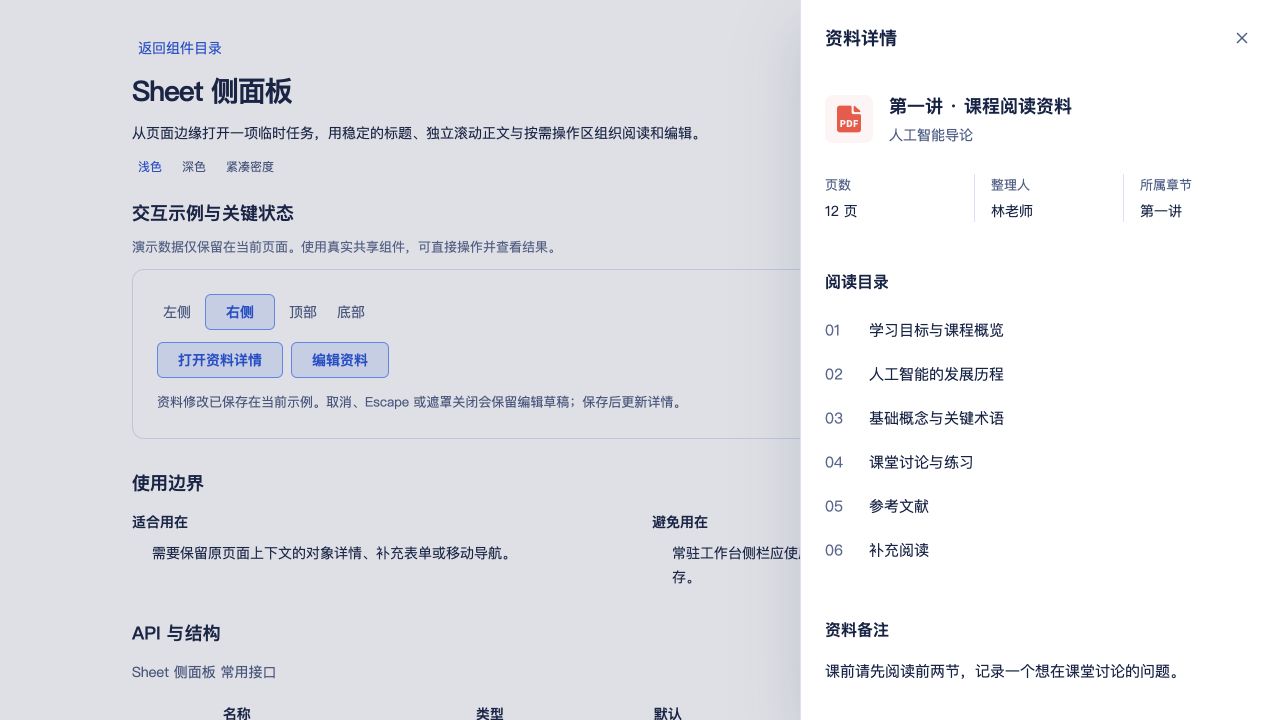 返回组件目录
Sheet 侧面板
从页面边缘打开一项临时任务，用稳定的标题、独立滚动正文与按需操作区组织阅读和编辑。
浅色 深色 紧凑密度
交互示例与关键状态
演示数据仅保留在当前页面。使用真实共享组件，可直接操作并查看结果。
左侧 右侧 顶部 底部
打开资料详情 编辑资料
资料修改已保存在当前示例。取消、Escape 或遮罩关闭会保留编辑草稿；保存后更新详情。
使用边界
适合用在
需要保留原页面上下文的对象详情、补充表单或移动导航。
避免用在
常驻工作台侧栏应使
存。
API 与结构
Sheet 侧面板 常用接口
名称 类型 默认
资料详情
PDF
第一讲 · 课程阅读资料
人工智能导论
页数 整理人 所属章节
12 页 林老师 第一讲
阅读目录
01 学习目标与课程概览
02 人工智能的发展历程
03 基础概念与关键术语
04 课堂讨论与练习
05 参考文献
06 补充阅读
资料备注
课前请先阅读前两节，记录一个想在课堂讨论的问题。